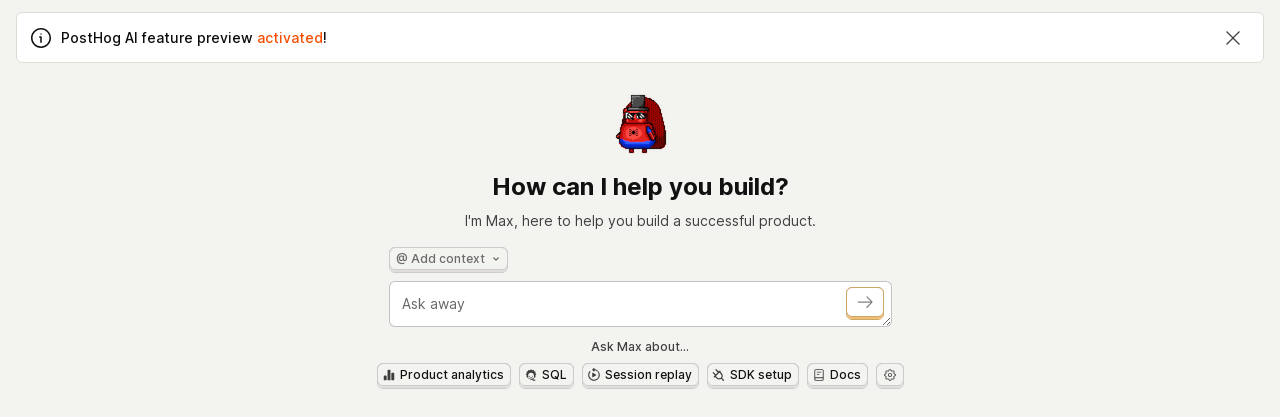 PostHog AI feature preview activated!
How can I help you build?
I'm Max, here to help you build a successful product.
@ Add context
Ask away
Ask Max about...
Product analytics SQL Session replay SDK setup Docs